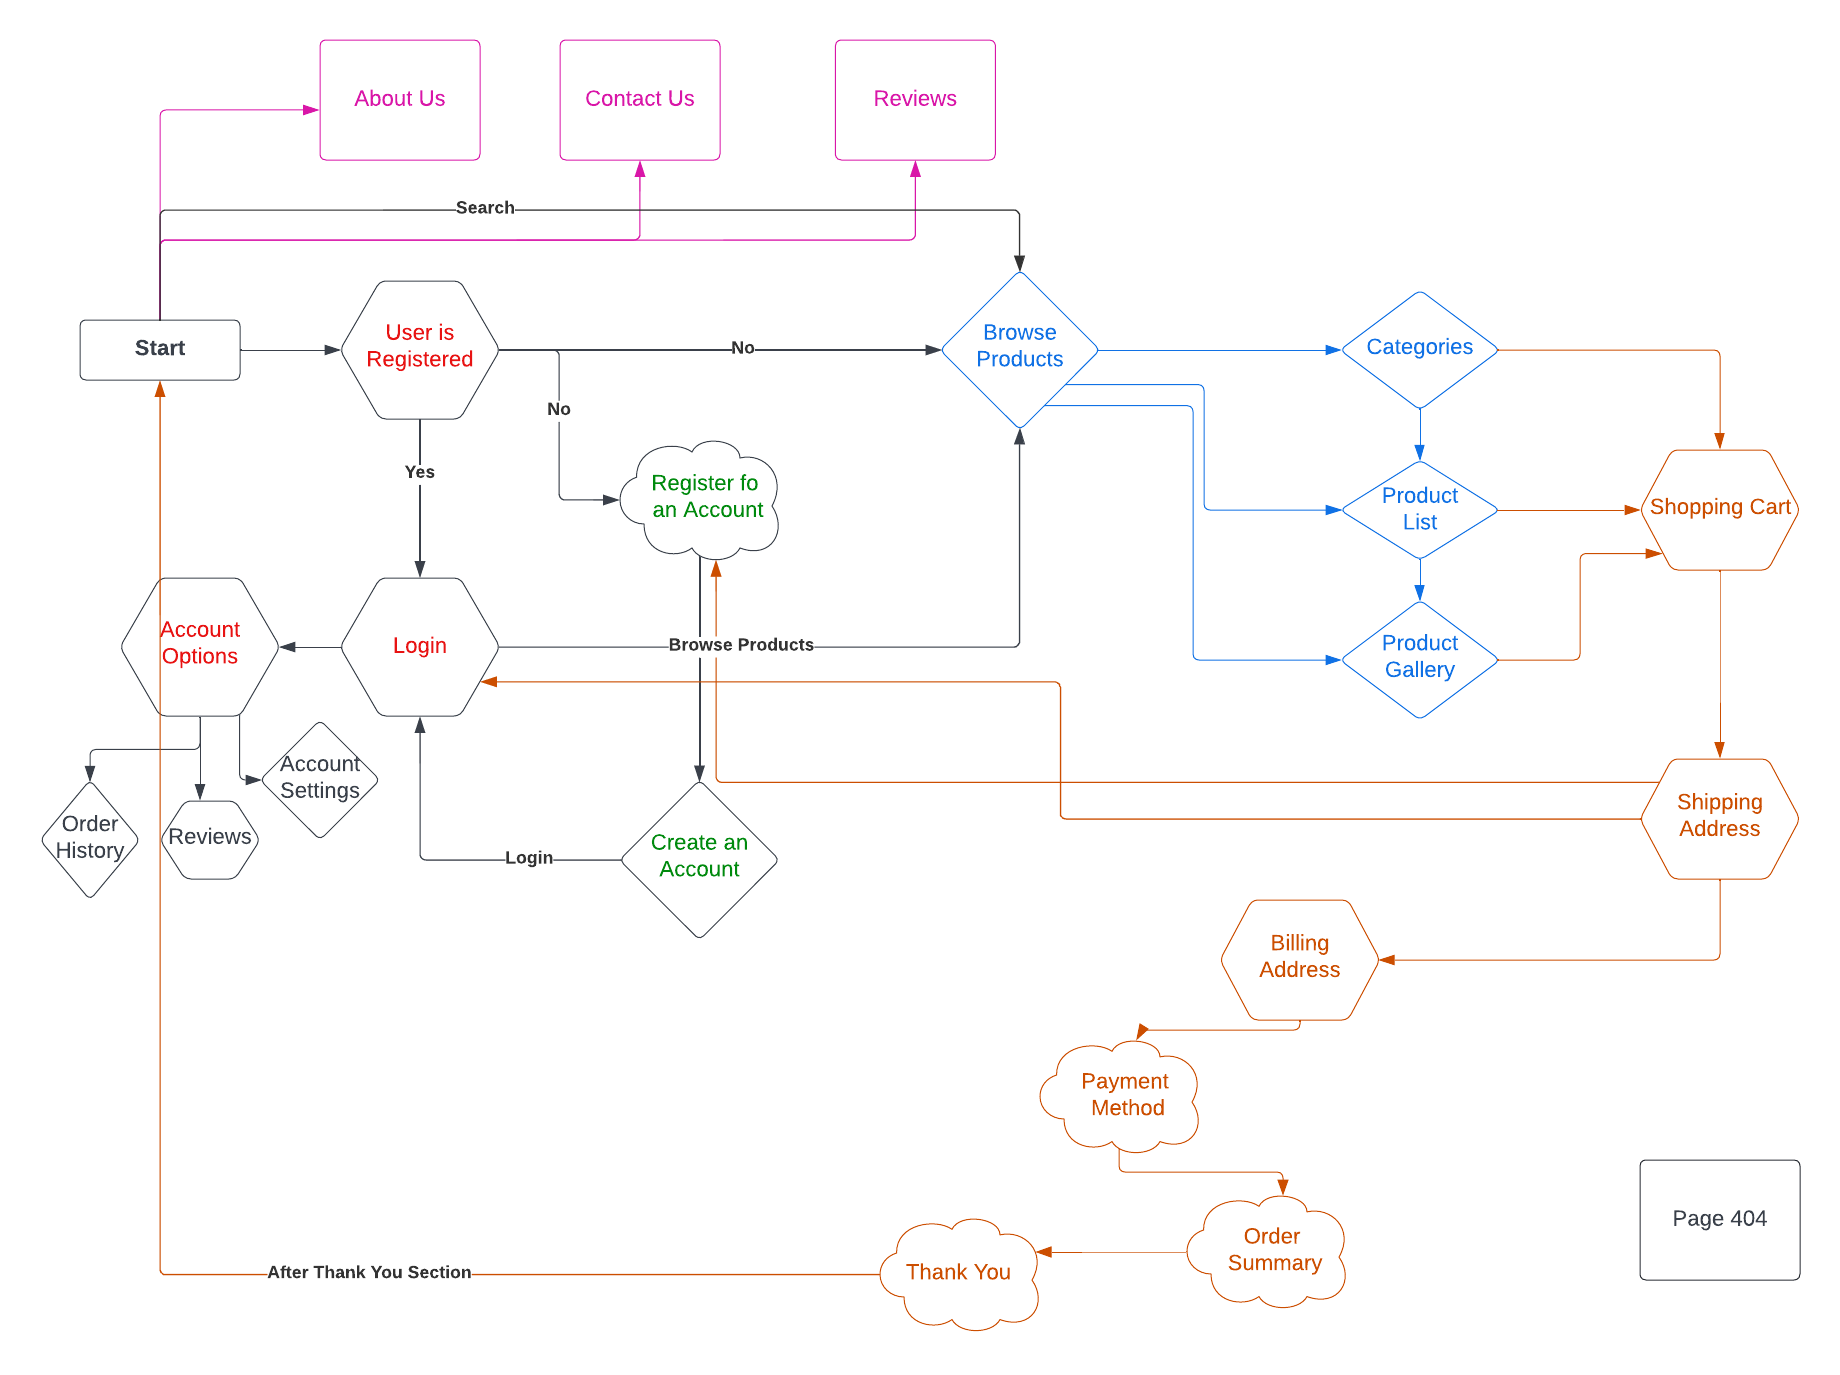 About Us
Contact Us
Reviews
Search
Start
User is
Registered
No
Browse
Products
Categories
No
Yes
Register fo
an Account
Product
List
Shopping Cart
Account
Options
Login
Browse Products
Product
Gallery
Account
Settings
Order
History
Reviews
Login
Create an
Account
Shipping
Address
Billing
Address
Payment
Method
Order
Summary
Thank You
After Thank You Section
Page 404